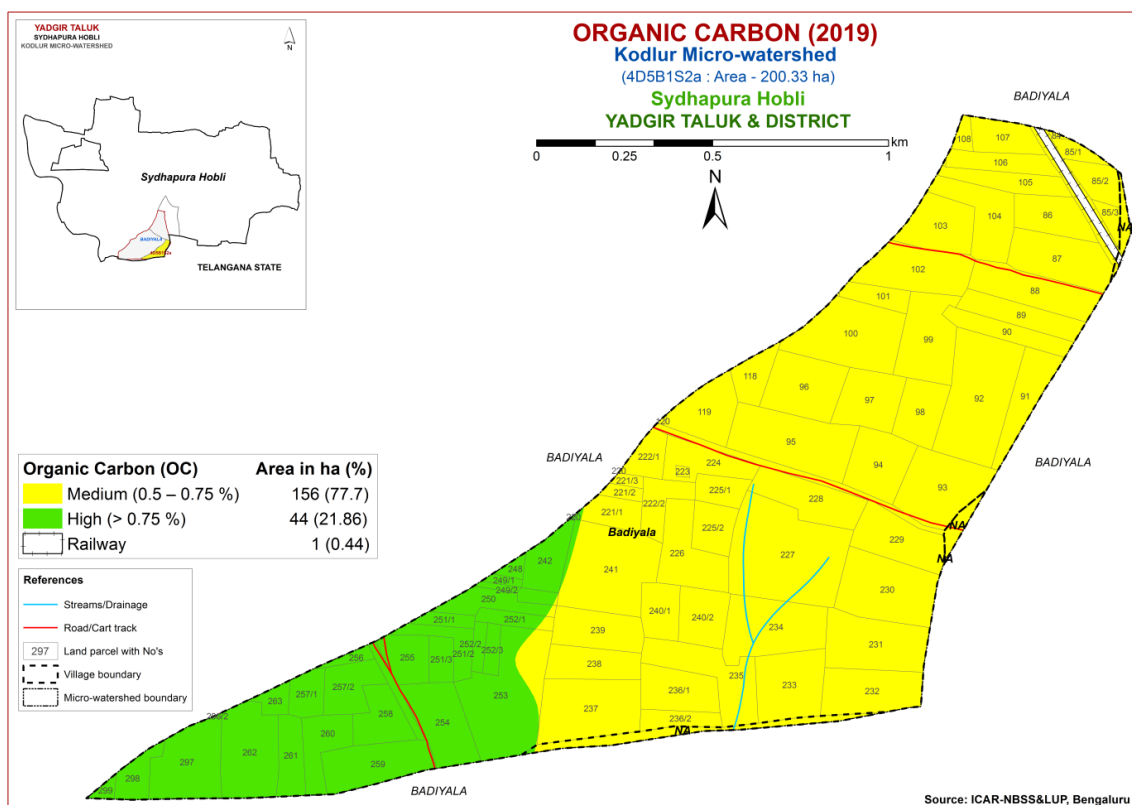 YADGIR TALUK
SYDHAPURA HOBLI
KODLUR MICRO-WATERSHED
N
Sydhapura Hobli
BADIYALA
4D5B1S2a
TELANGANA STATE
ORGANIC CARBON (2019)
Kodlur Micro-watershed
(4D5B1S2a : Area - 200.33 ha)
Sydhapura Hobli
YADGIR TALUK & DISTRICT
0 0.25 0.5 1 km
N
BADIYALA
108 107 84 85/1
106 85/2
105
103 104 86 85/3
NA
87
102
88
101
89
90
100 99
118 96 97 98 92 91
119
120
95
94
93
BADIYALA
BADIYALA
222/1 224
220 223
221/3
221/2 225/1
222/2 228
221/1
225/2
Badiyala
NA
229
226 227
NA
242
241
248
249/1
249/2
250
230
251/1 252/1
240/1 240/2
234
239
231
252/2
251/2
252/3
251/3
255
256
238
253
235 233 232
236/1
257/2
257/1
263
258
237
236/2
NA
254
260
262 261
297
259
298
299
BADIYALA
Organic Carbon (OC) Area in ha (%)
Medium (0.5 – 0.75 %) 156 (77.7)
High (> 0.75 %) 44 (21.86)
Railway 1 (0.44)
References
Streams/Drainage
Road/Cart track
297 Land parcel with No's
Village boundary
Micro-watershed boundary
Source: ICAR-NBSS&LUP, Bengaluru